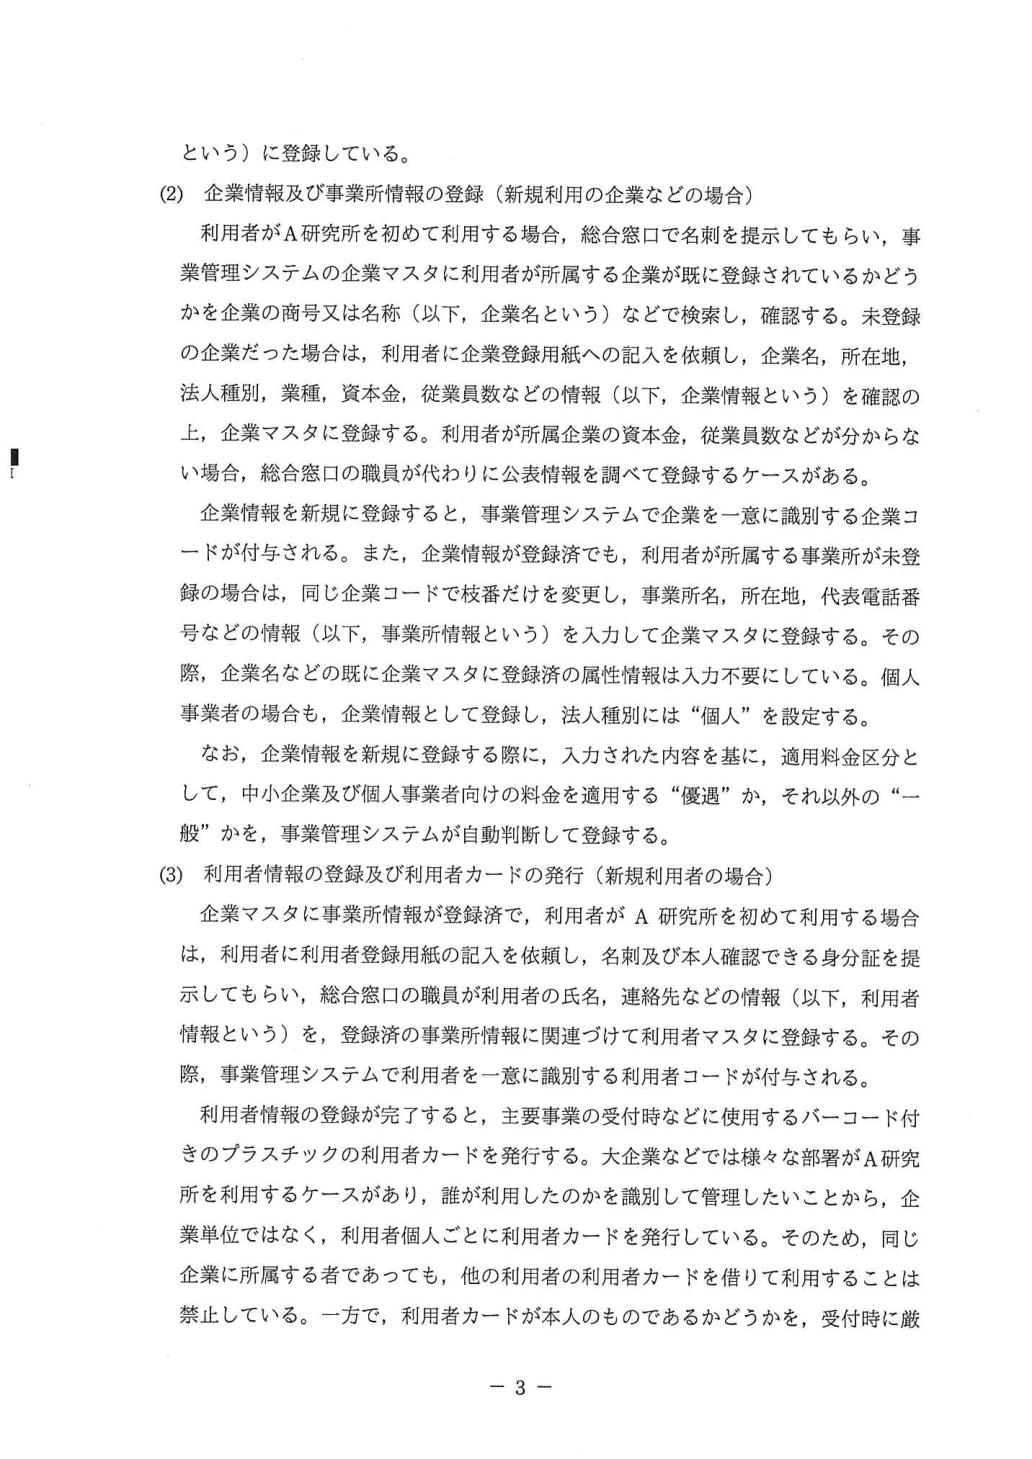 という）に登録している。
(2)　企業情報及び事業所情報の登録（新規利用の企業などの場合）
利用者がA研究所を初めて利用する場合，総合窓口で名刺を提示してもらい，事
業管理システムの企業マスタに利用者が所属する企業が既に登録されているかどう
かを企業の商号又は名称（以下，企業名という）などで検索し，確認する。未登録
の企業だった場合は，利用者に企業登録用紙への記入を依頼し，企業名，所在地，
法人種別，業種，資本金，従業員数などの情報（以下，企業情報という）を確認の
上，企業マスタに登録する。利用者が所属企業の資本金，従業員数などが分からな
い場合，総合窓口の職員が代わりに公表情報を調べて登録するケースがある。
企業情報を新規に登録すると，事業管理システムで企業を一意に識別する企業コ
ードが付与される。また，企業情報が登録済でも，利用者が所属する事業所が未登
録の場合は，同じ企業コードで枝番だけを変更し，事業所名，所在地，代表電話番
号などの情報（以下，事業所情報という）を入力して企業マスタに登録する。その
際，企業名などの既に企業マスタに登録済の属性情報は入力不要にしている。個人
事業者の場合も，企業情報として登録し，法人種別には“個人”を設定する。
なお，企業情報を新規に登録する際に，入力された内容を基に，適用料金区分と
して，中小企業及び個人事業者向けの料金を適用する“優遇”か，それ以外の“一
般”かを，事業管理システムが自動判断して登録する。
(3)　利用者情報の登録及び利用者カードの発行（新規利用者の場合）
企業マスタに事業所情報が登録済で，利用者が A 研究所を初めて利用する場合
は，利用者に利用者登録用紙の記入を依頼し，名刺及び本人確認できる身分証を提
示してもらい，総合窓口の職員が利用者の氏名，連絡先などの情報（以下，利用者
情報という）を，登録済の事業所情報に関連づけて利用者マスタに登録する。その
際，事業管理システムで利用者を一意に識別する利用者コードが付与される。
利用者情報の登録が完了すると，主要事業の受付時などに使用するバーコード付
きのプラスチックの利用者カードを発行する。大企業などでは様々な部署がA研究
所を利用するケースがあり，誰が利用したのかを識別して管理したいことから，企
業単位ではなく，利用者個人ごとに利用者カードを発行している。そのため，同じ
企業に所属する者であっても，他の利用者の利用者カードを借りて利用することは
禁止している。一方で，利用者カードが本人のものであるかどうかを，受付時に厳
－ 3 －